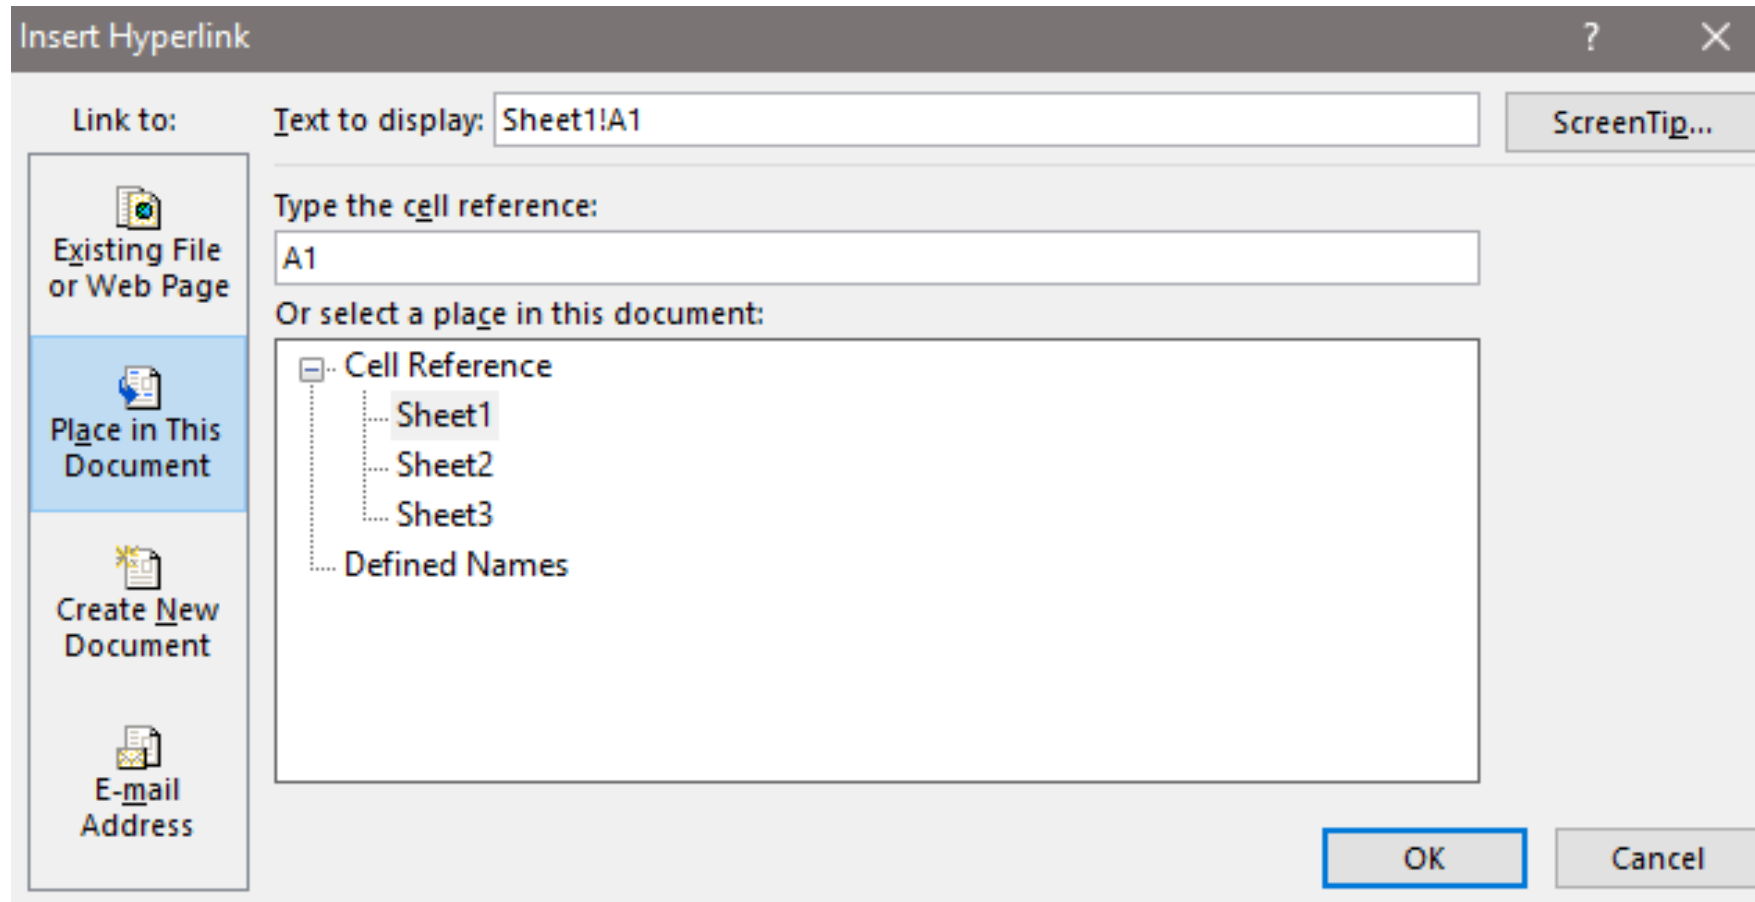 Insert Hyperlink
Link to:
Text to display: Sheet1!A1
ScreenTip...
Existing File
or Web Page
Place in This
Document
Create New
Document
E-mail
Address
Type the cell reference:
A1
Or select a place in this document:
Cell Reference
Sheet1
Sheet2
Sheet3
Defined Names
OK
Cancel